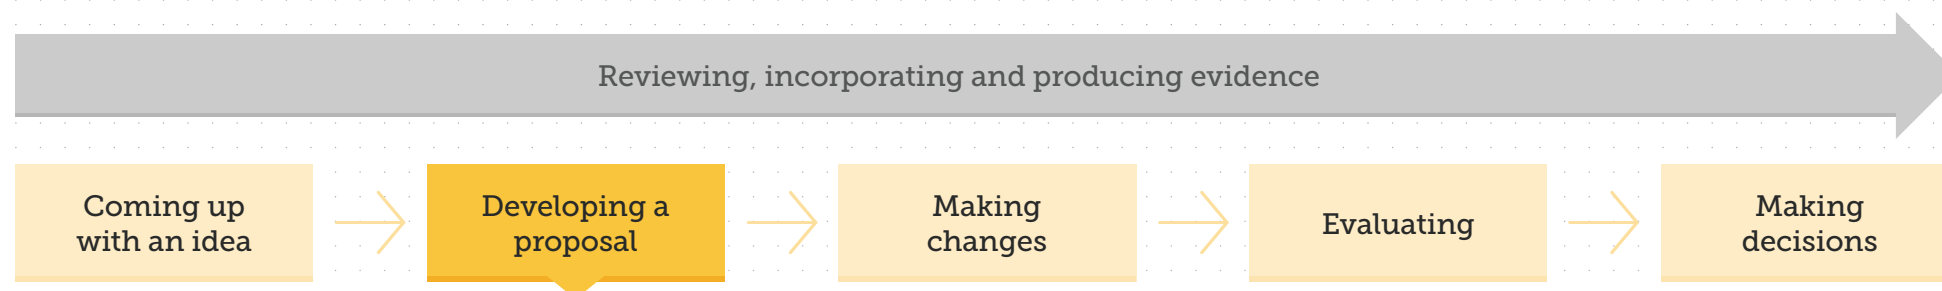 Reviewing, incorporating and producing evidence
Coming up
with an idea
Developing a
proposal
Making
changes
Evaluating
Making
decisions